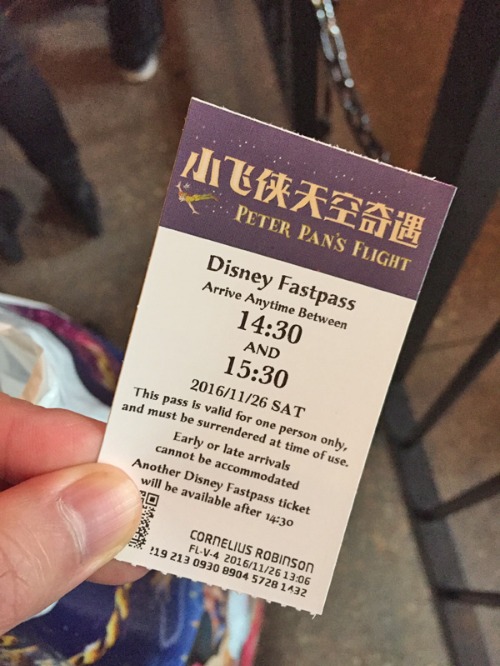 小飞侠天空奇遇
PETER PAN'S FLIGHT
Disney Fastpass
Arrive Anytime Between
14:30
AND
15:30
2016/11/26 SAT
This pass is valid for one person only,
and must be surrendered at time of use.
Early or late arrivals
cannot be accommodated
Another Disney Fastpass ticket
will be available after 14:30
CORNELIUS ROBINSON
FL-V-4 2016/11/26 13:06
219 213 0930 8904 5728 1432